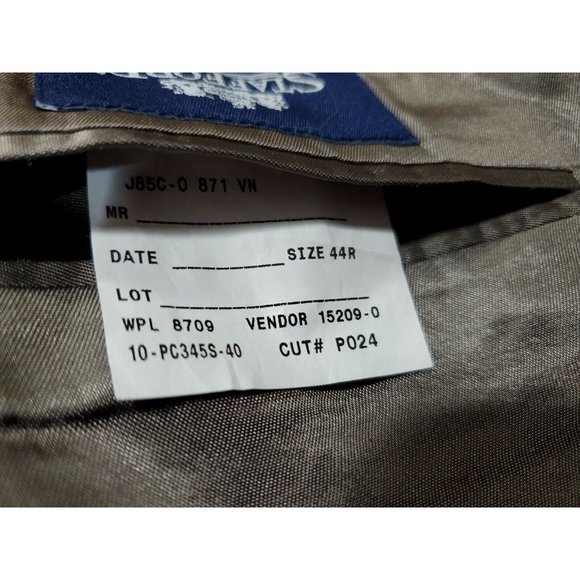 STAFFORD
J85C-0 871 VN
MR
DATE SIZE 44R
LOT
WPL 8709 VENDOR 15209-0
10-PC345S-40 CUT# P024